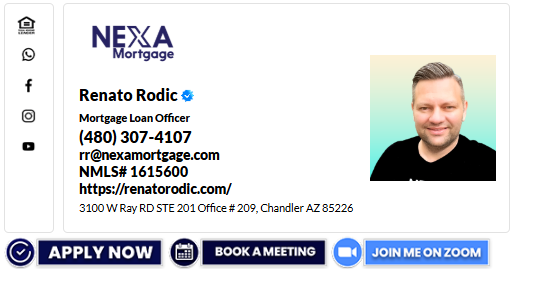 NEXA
Mortgage
Renato Rodic
Mortgage Loan Officer
(480) 307-4107
rr@nexamortgage.com
NMLS# 1615600
https://renatorodic.com/
3100 W Ray RD STE 201 Office # 209, Chandler AZ 85226
APPLY NOW
BOOK A MEETING
JOIN ME ON ZOOM